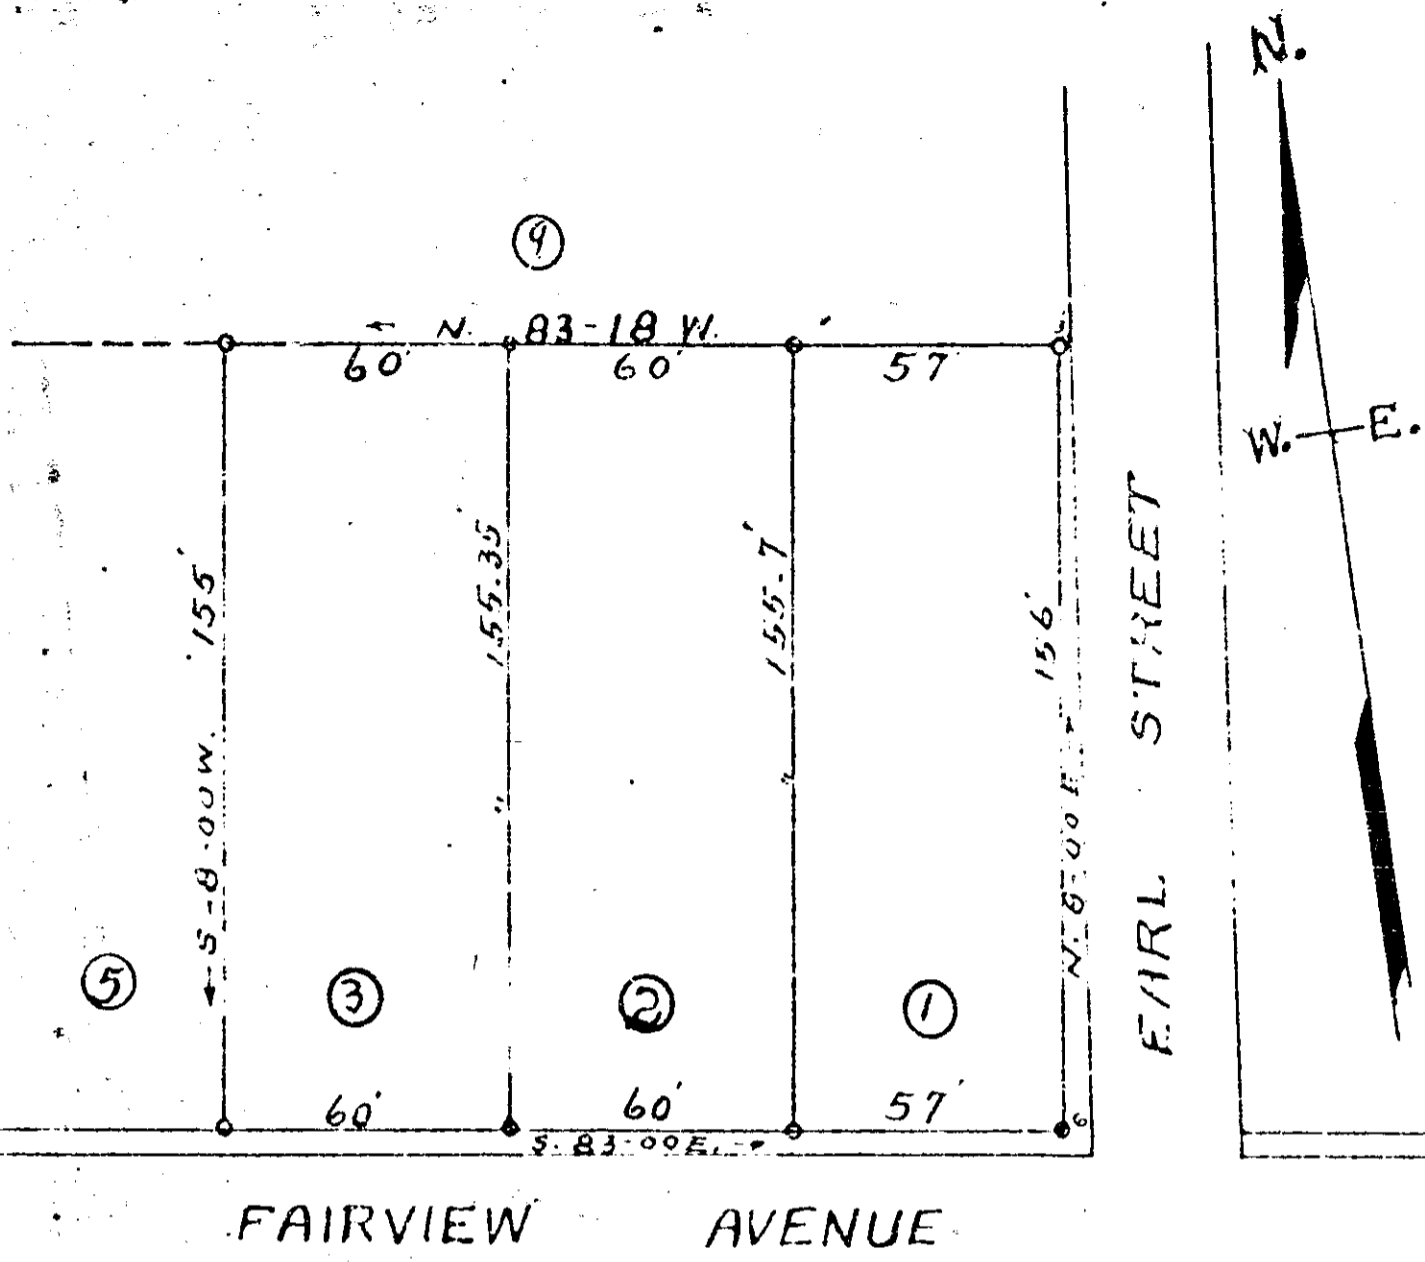 N.
W. E.
④
← N. 83-18 W.
60' 60' 57'
155'
155.35'
155.7'
156'
← S-8-00 W.
"
"
N. 8-00 E →
EARL STREET
⑤ ③ ② ①
60' 60' 57'
S. 83-00 E. →
FAIRVIEW AVENUE